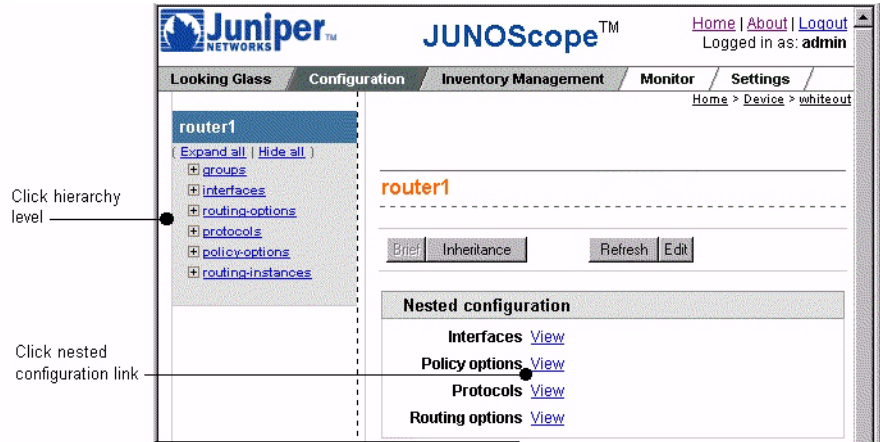 Juniper™
NETWORKS
JUNOScope™
Home | About | Logout
Logged in as: admin
Looking Glass / Configuration / Inventory Management / Monitor / Settings /
Home > Device > whiteout
router1
( Expand all | Hide all )
groups
interfaces
routing-options
protocols
policy-options
routing-instances
Click hierarchy
level
router1
Brief Inheritance Refresh Edit
Nested configuration
Interfaces View
Policy options View
Protocols View
Routing options View
Click nested
configuration link